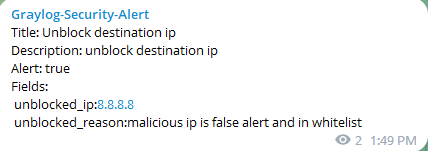 Graylog-Security-Alert
Title: Unblock destination ip
Description: unblock destination ip
Alert: true
Fields:
unblocked_ip:8.8.8.8
unblocked_reason:malicious ip is false alert and in whitelist
2 1:49 PM